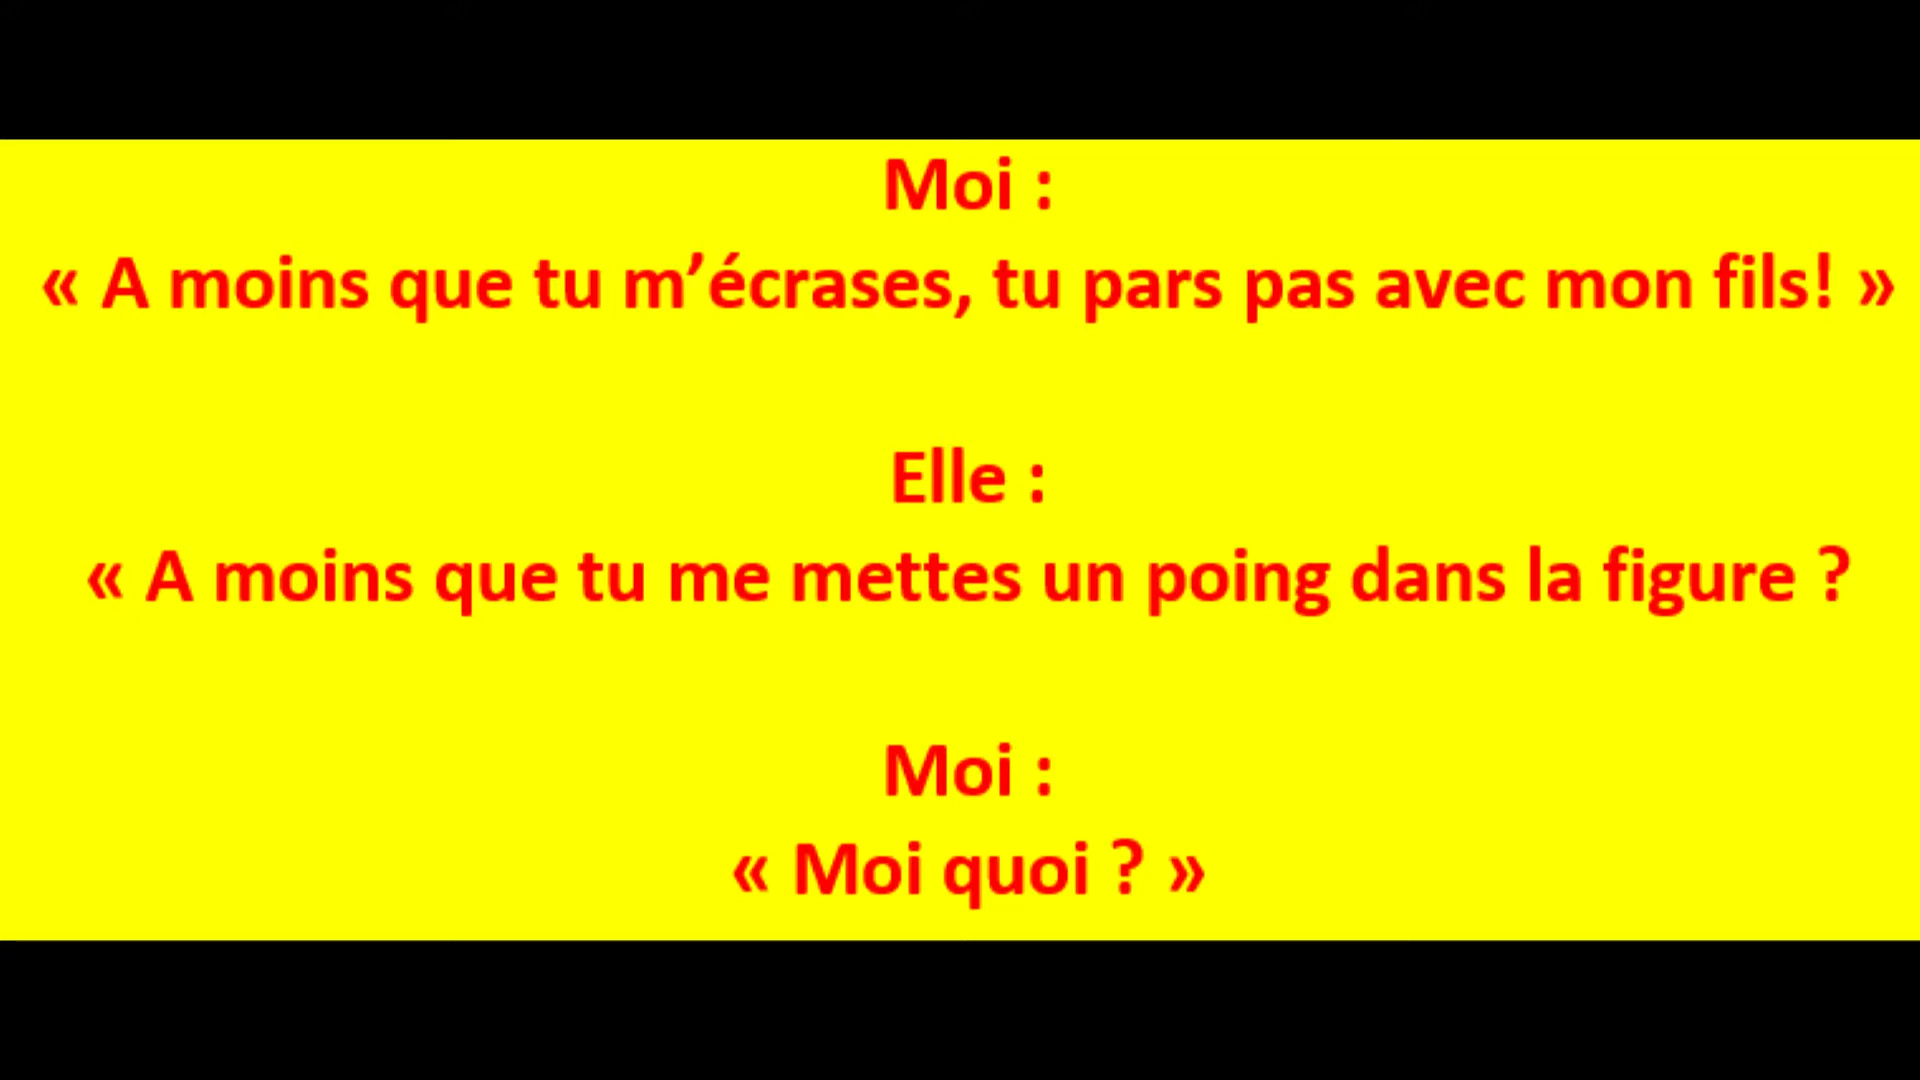 Moi :
« A moins que tu m’écrases, tu pars pas avec mon fils! »
Elle :
« A moins que tu me mettes un poing dans la figure ?
Moi :
« Moi quoi ? »